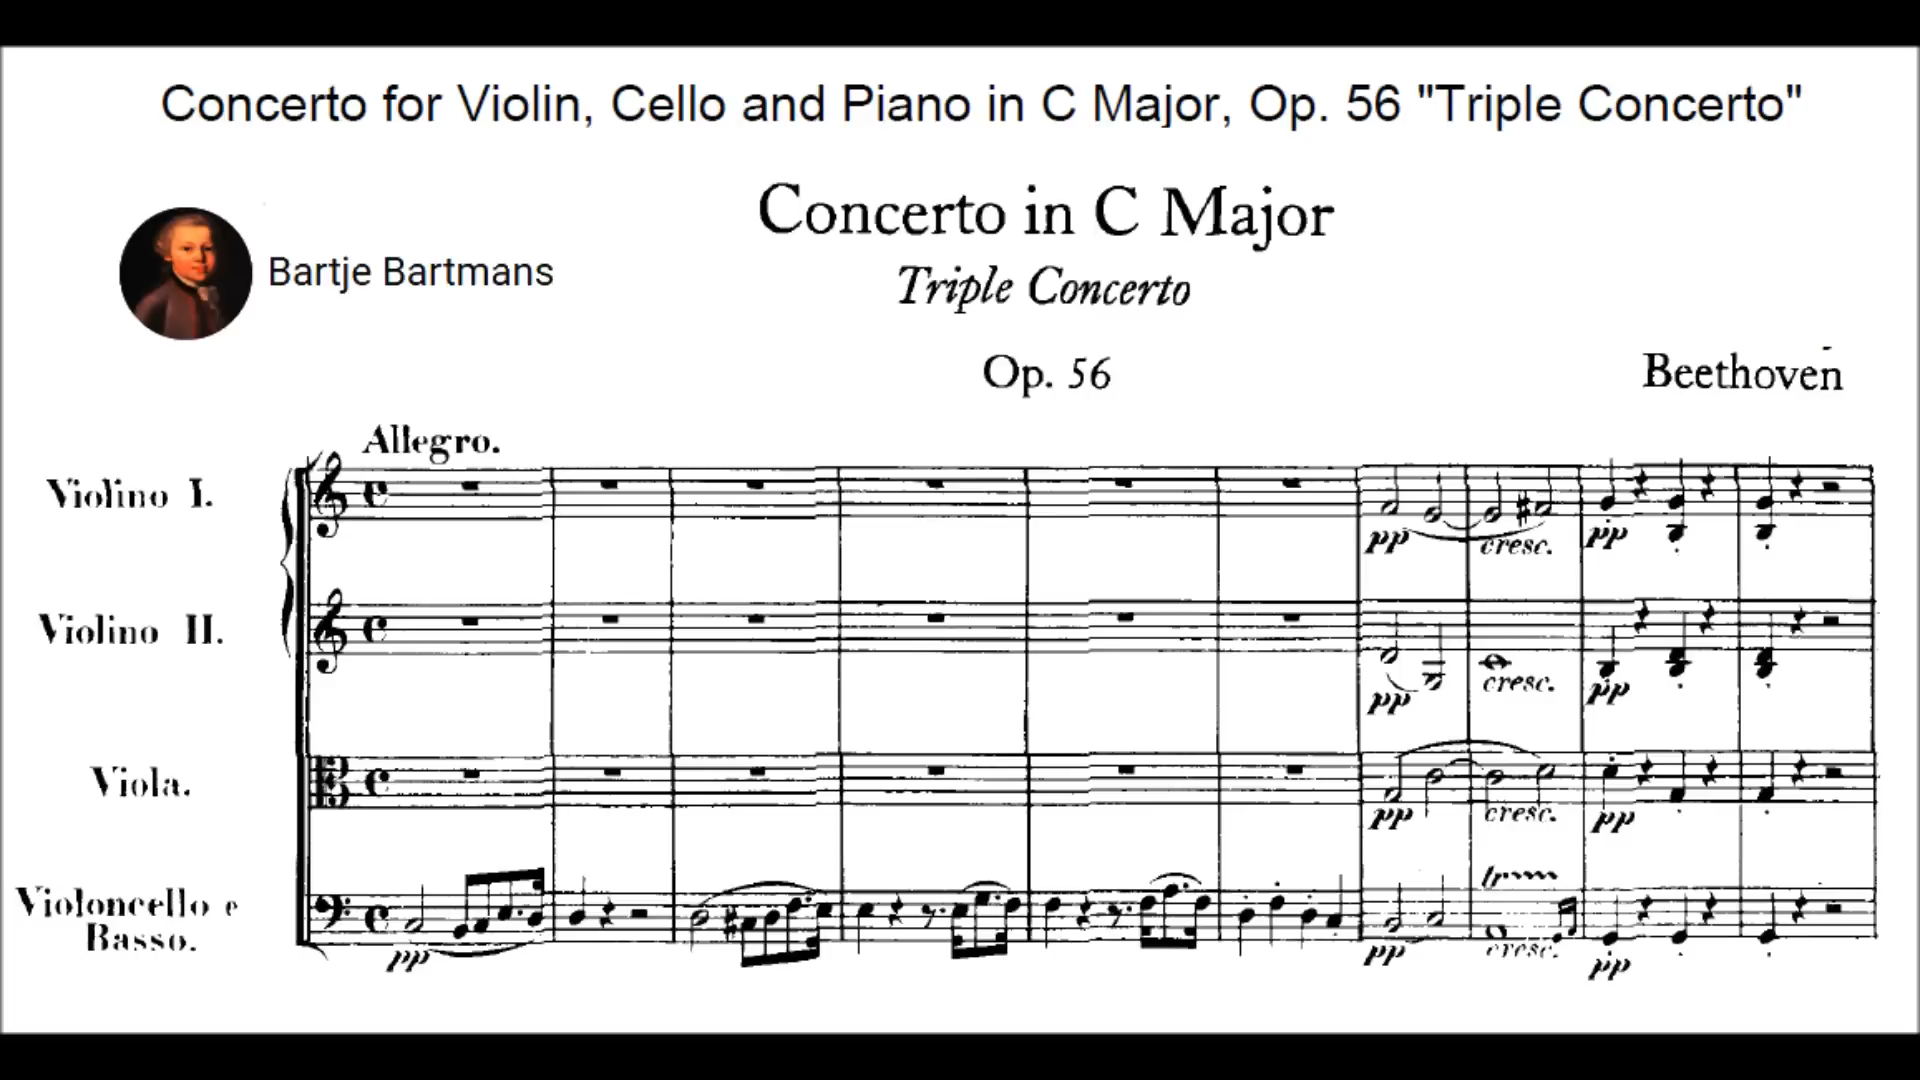 Concerto for Violin, Cello and Piano in C Major, Op. 56 "Triple Concerto"
Concerto in C Major
Bartje Bartmans
Triple Concerto
Op. 56
Beethoven
Allegro.
Violino I.
pp cresc. pp
Violino II.
pp cresc. pp
Viola.
pp cresc. pp
tr
Violoncello e
Basso.
pp pp cresc. pp